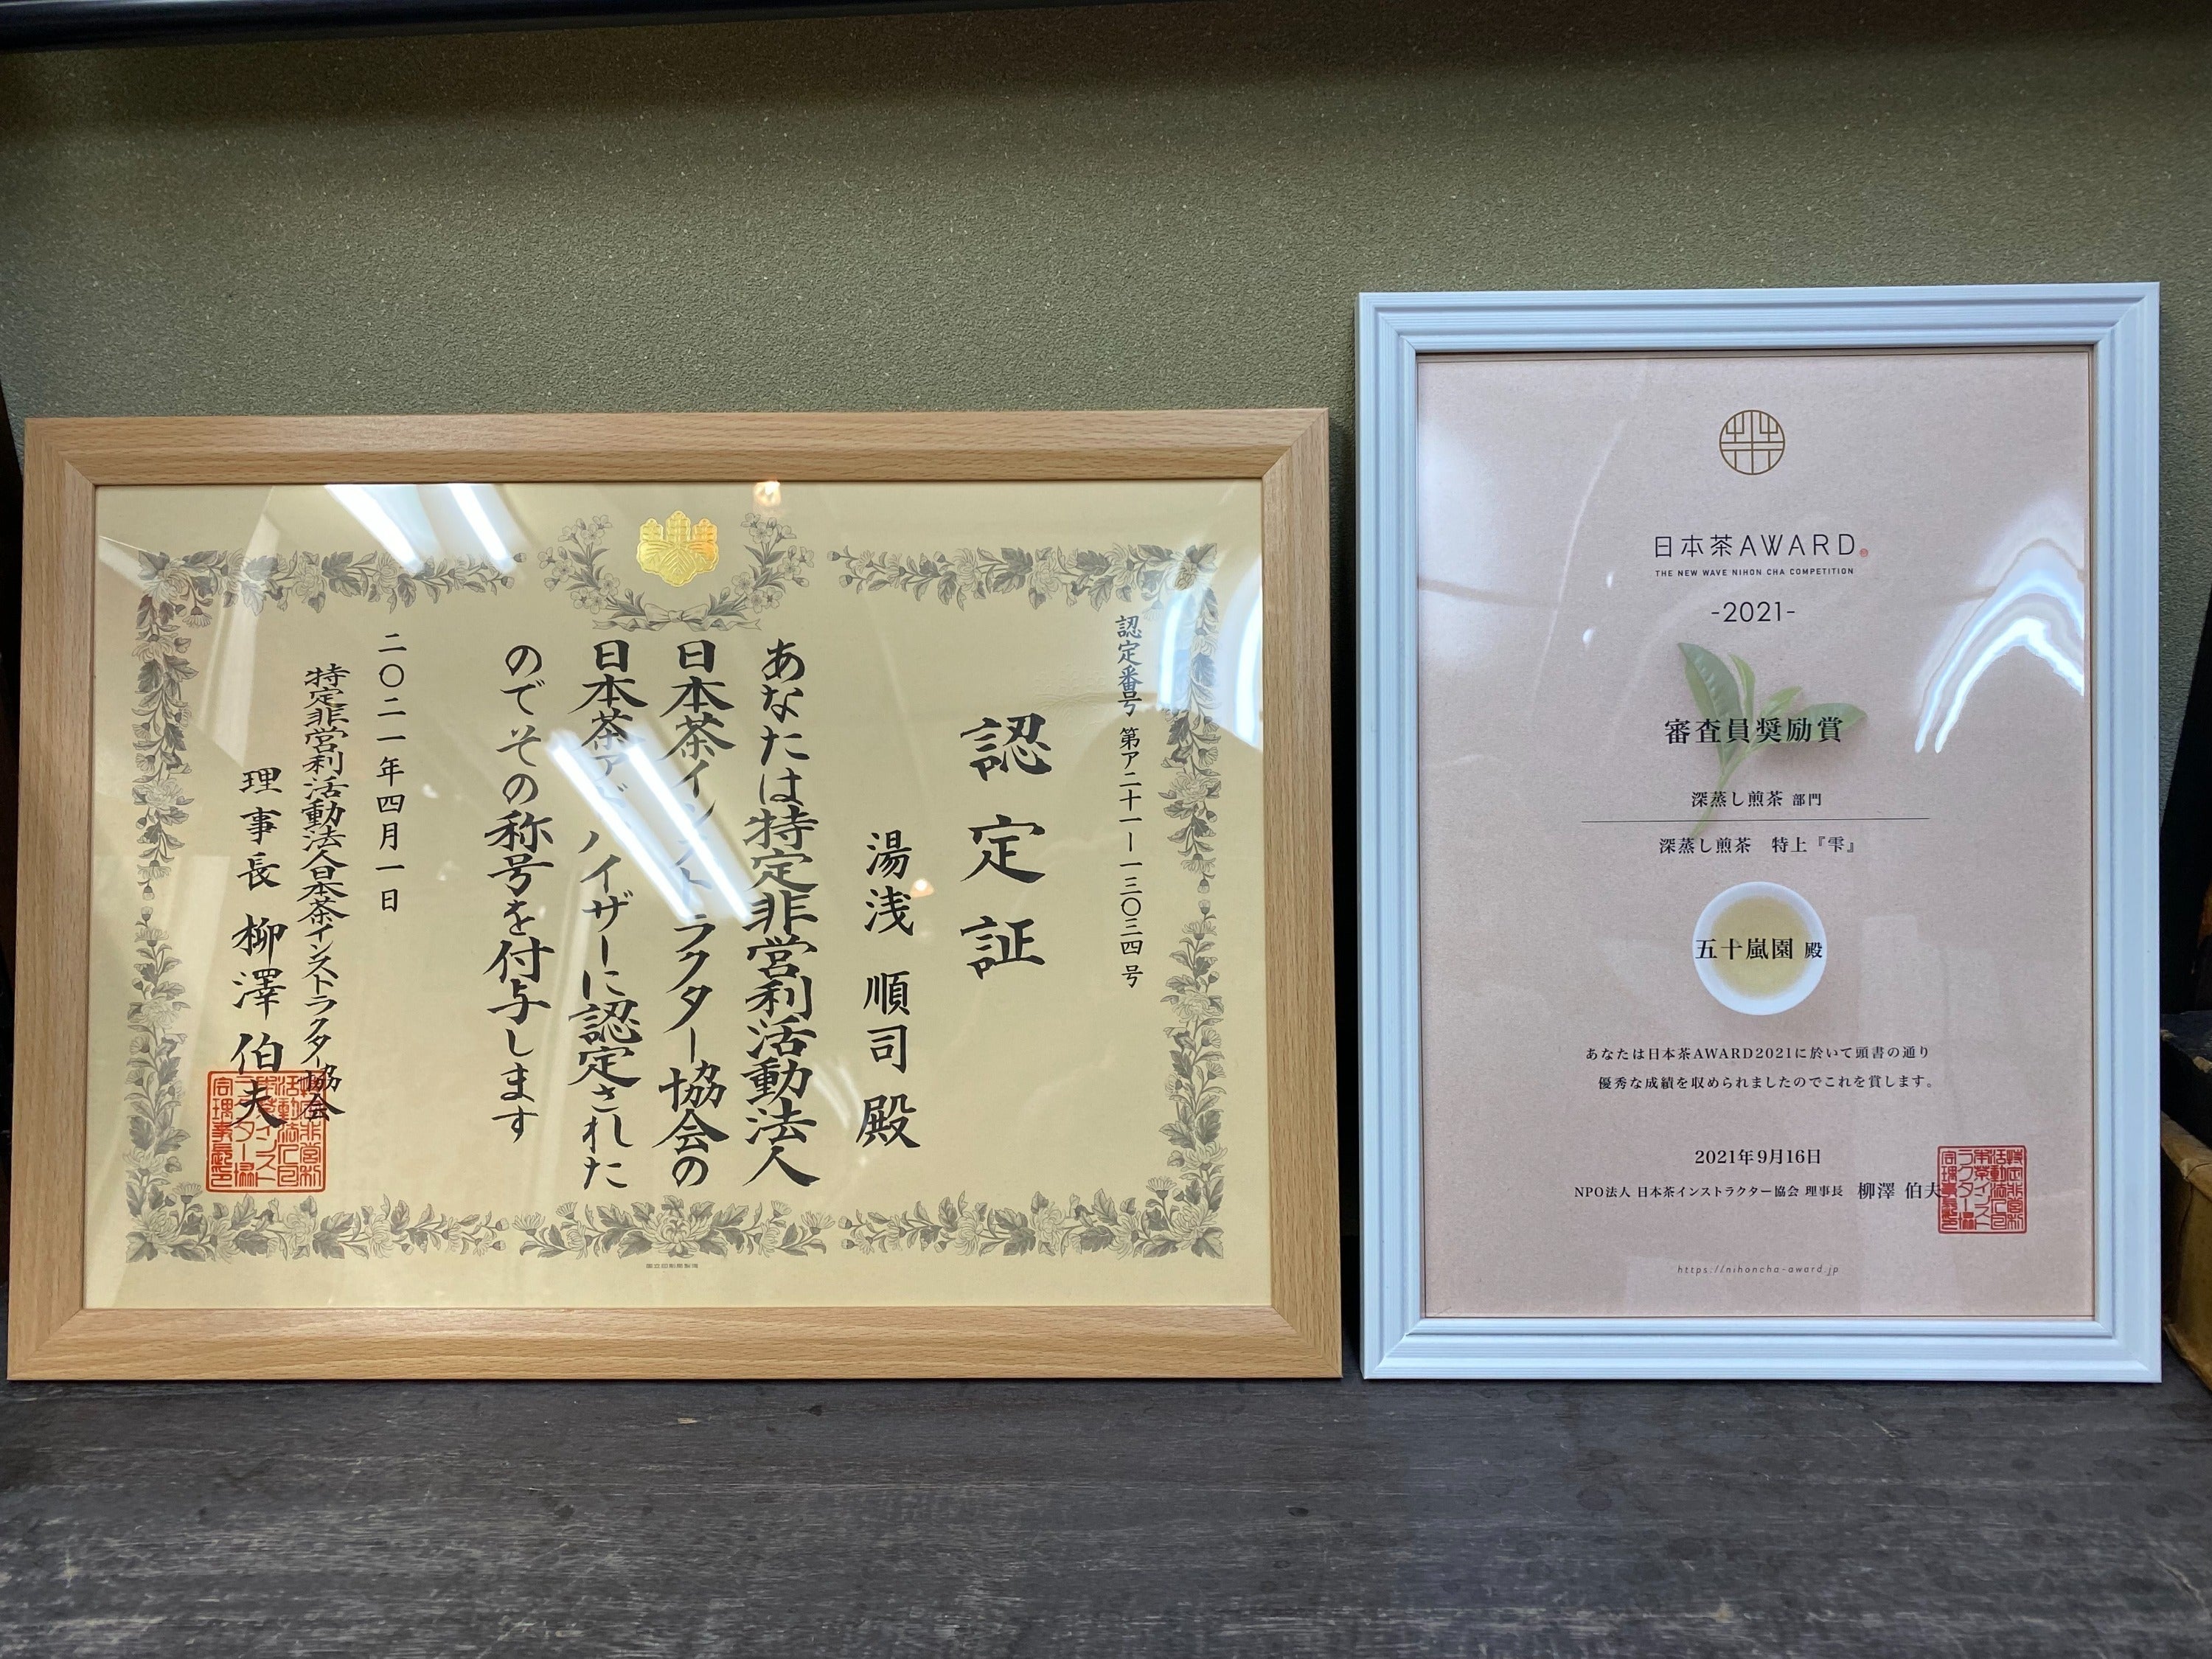 認定番号 第ア二十一ー一三〇三四号
認定証
湯浅 順司 殿
あなたは特定非営利活動法人
日本茶インストラクター協会の
日本茶アドバイザーに認定された
のでその称号を付与します
二〇二一年四月一日
特定非営利活動法人日本茶インストラクター協会
理事長 柳澤 伯夫
日本茶AWARD
THE NEW WAVE NIHON CHA COMPETITION
-2021-
審査員奨励賞
深蒸し煎茶 部門
深蒸し煎茶 特上『雫』
五十嵐園 殿
あなたは日本茶AWARD2021に於いて頭書の通り
優秀な成績を収められましたのでこれを賞します。
2021年9月16日
NPO法人 日本茶インストラクター協会 理事長 柳澤 伯夫
https://nihoncha-award.jp